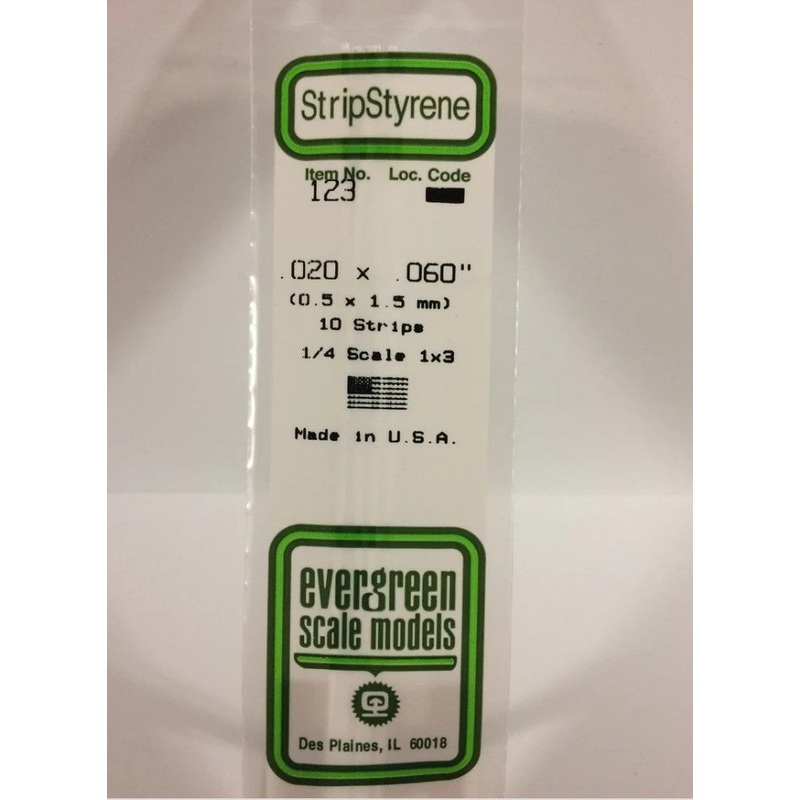 StripStyrene
Item No. Loc. Code
123
.020 x .060"
(0.5 x 1.5 mm)
10 Strips
1/4 Scale 1x3
Made in U.S.A.
evergreen
scale models
Des Plaines, IL 60018